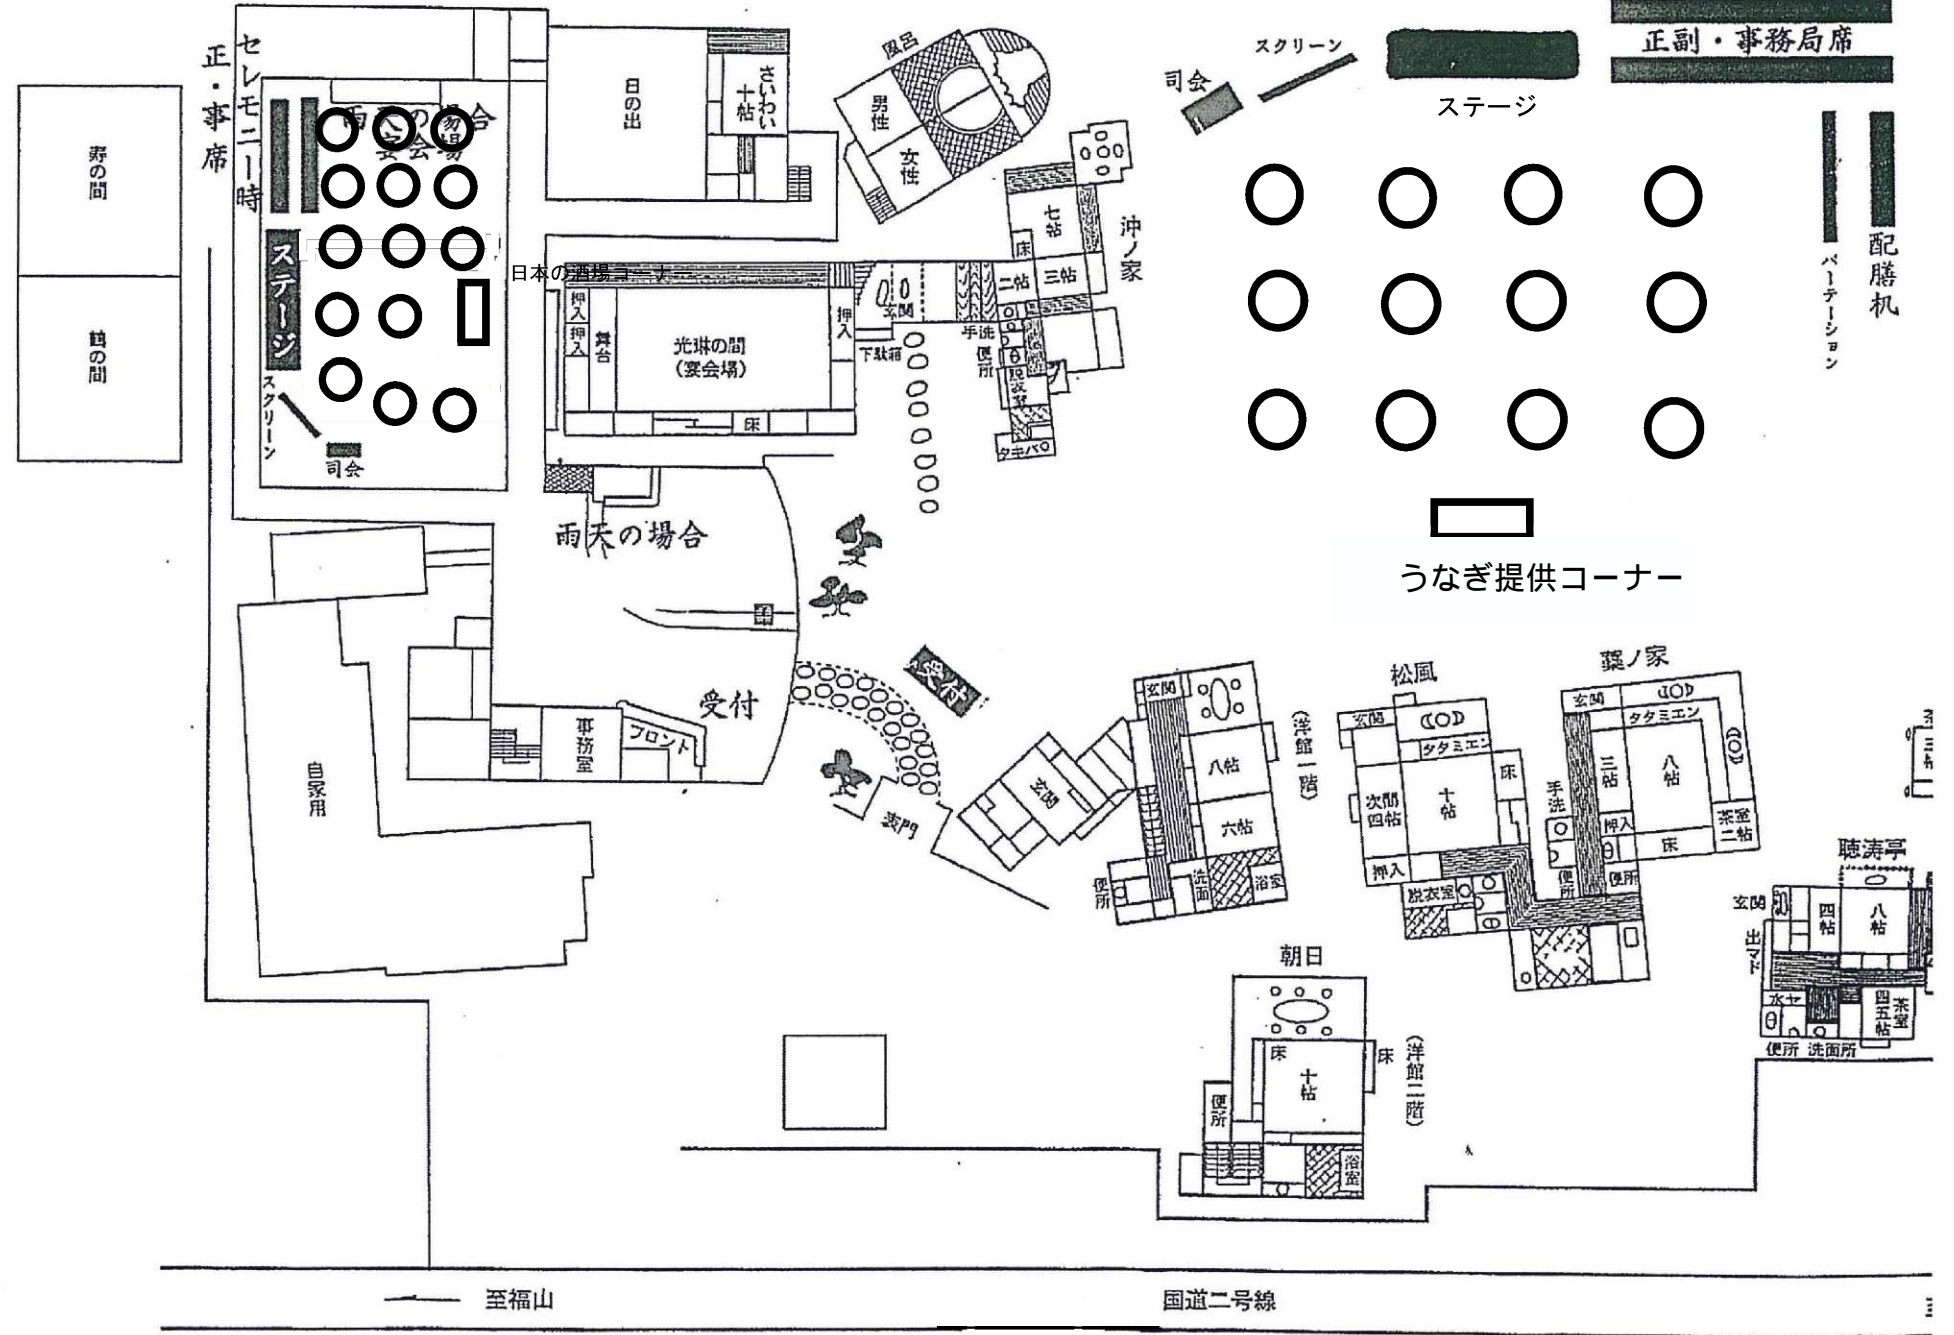 セレモニー時
正・事席
寿の間
鶴の間
雨天の場合
宴会場
ステージ
スクリーン
司会
日の出
さいわい
十帖
風呂
男性
女性
日本の酒場コーナー
押入
押入
舞台
光琳の間
(宴会場)
押入
床
玄関
下駄箱
沖ノ家
七帖
床
二帖
三帖
手洗
便所
脱衣室
タキバ
スクリーン
司会
ステージ
正副・事務局席
パーテーション
配膳机
うなぎ提供コーナー
雨天の場合
受付
受付
事務室
フロント
自家用
表門
玄関
玄関
八帖
六帖
便所
洗面
浴室
(洋館一階)
松風
玄関
タタミエン
次間
四帖
十帖
床
押入
脱衣室
藻ノ家
玄関
タタミエン
三帖
八帖
手洗
押入
床
茶室
二帖
便所
便所
聴涛亭
玄関
四帖
八帖
出マド
水ヤ
茶室
四五帖
便所
洗面所
朝日
床
十帖
床
便所
浴室
(洋館二階)
至福山
国道二号線